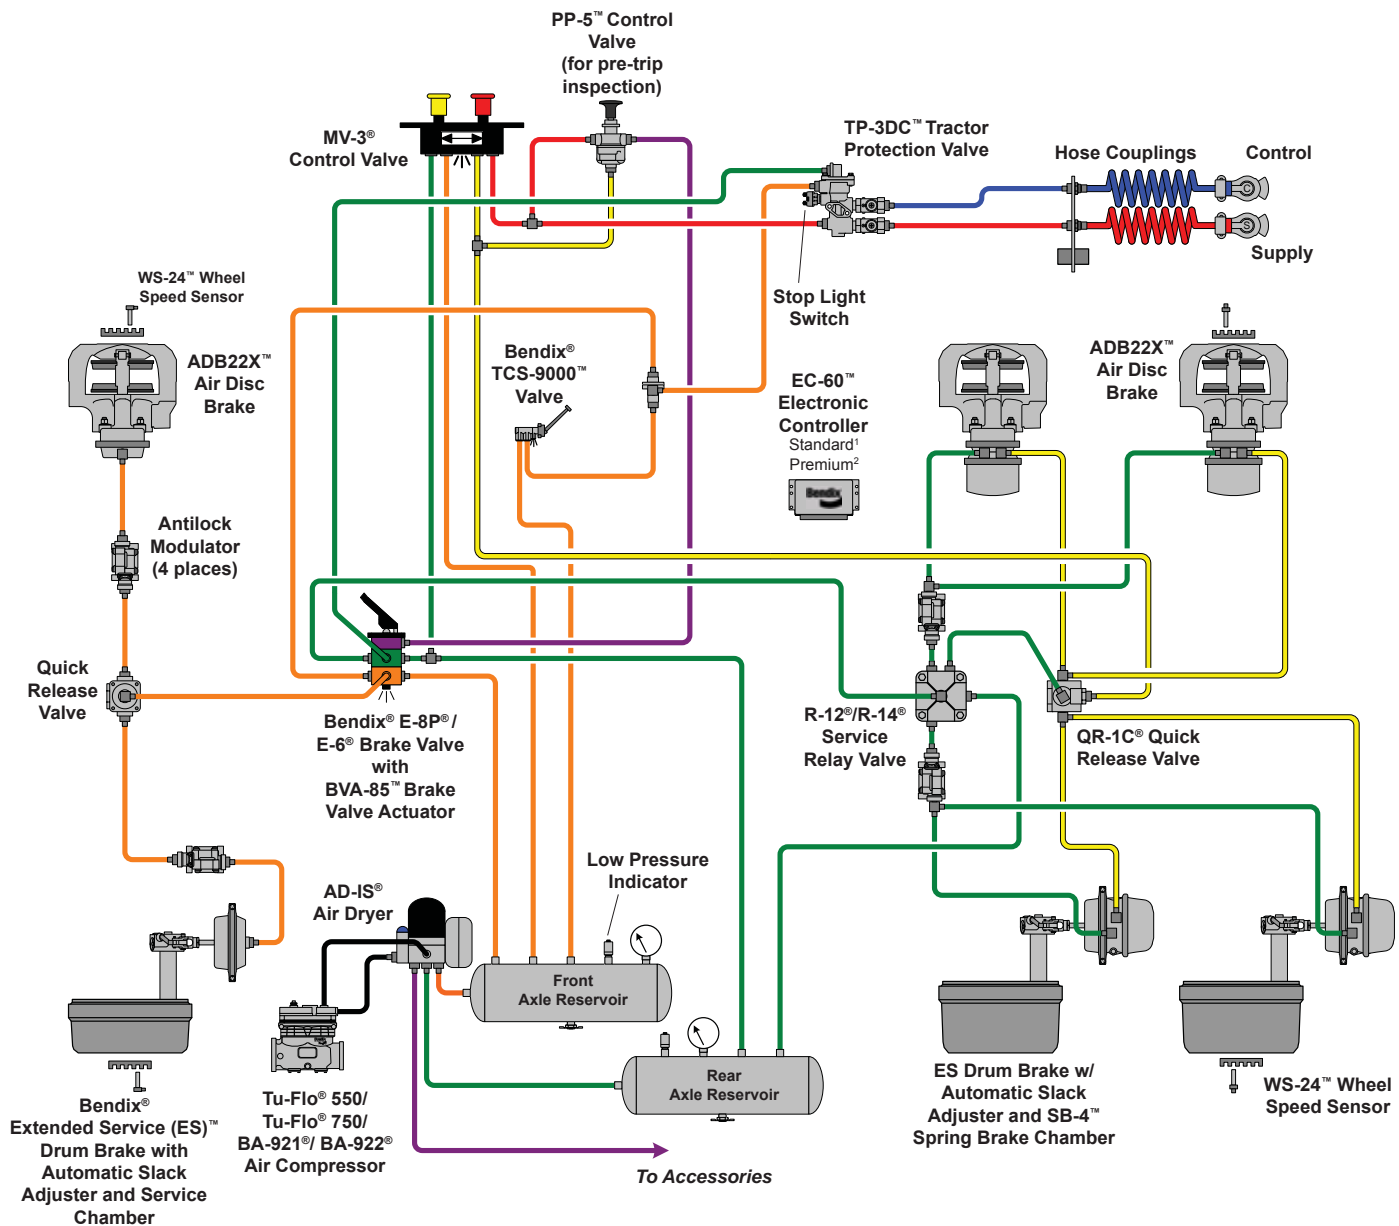 PP-5™ Control
Valve
(for pre-trip
inspection)
MV-3®
Control Valve
TP-3DC™ Tractor
Protection Valve
Hose Couplings
Control
C
S
Supply
Stop Light
Switch
WS-24™ Wheel
Speed Sensor
ADB22X™
Air Disc
Brake
Bendix®
TCS-9000™
Valve
EC-60™
Electronic
Controller
Standard¹
Premium²
Bendix
ADB22X™
Air Disc
Brake
Antilock
Modulator
(4 places)
Quick
Release
Valve
Bendix® E-8P® /
E-6® Brake Valve
with
BVA-85™ Brake
Valve Actuator
R-12®/R-14®
Service
Relay Valve
QR-1C® Quick
Release Valve
Low Pressure
Indicator
AD-IS®
Air Dryer
Front
Axle Reservoir
Rear
Axle Reservoir
Tu-Flo® 550/
Tu-Flo® 750/
BA-921®/ BA-922®
Air Compressor
To Accessories
Bendix®
Extended Service (ES)™
Drum Brake with
Automatic Slack
Adjuster and Service
Chamber
ES Drum Brake w/
Automatic Slack
Adjuster and SB-4™
Spring Brake Chamber
WS-24™ Wheel
Speed Sensor